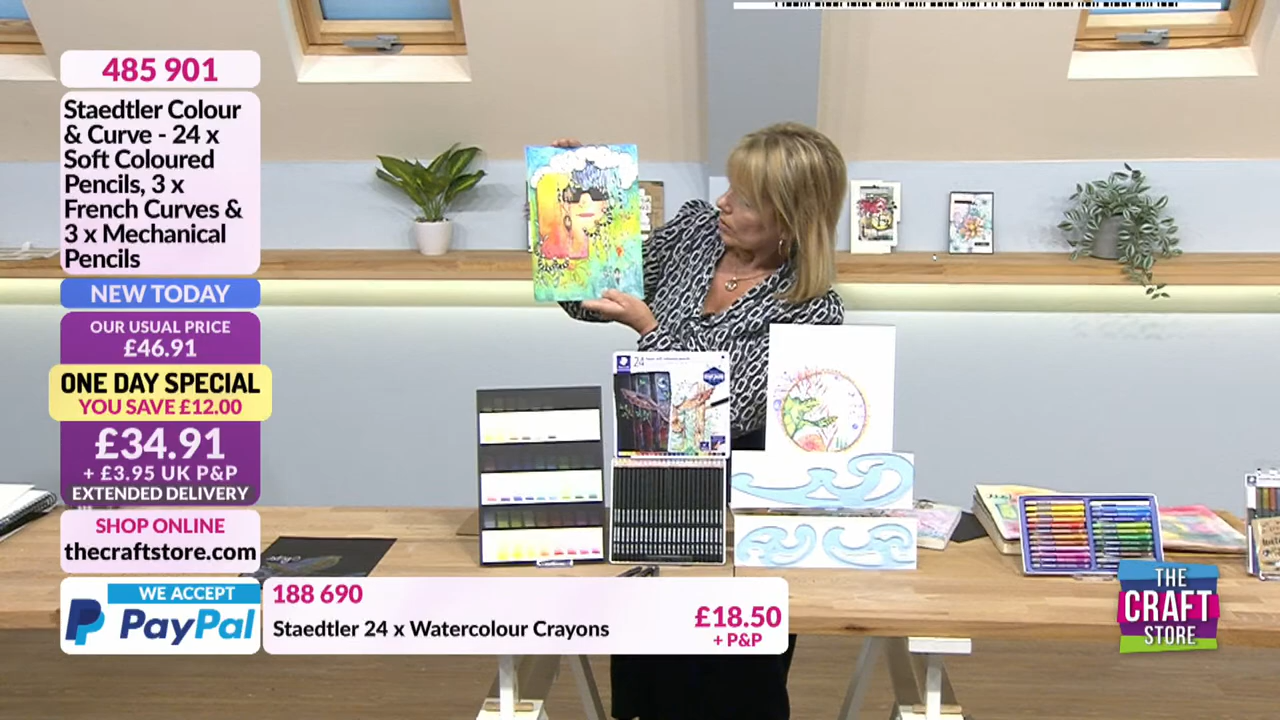 485 901
Staedtler Colour
& Curve - 24 x
Soft Coloured
Pencils, 3 x
French Curves &
3 x Mechanical
Pencils
NEW TODAY
OUR USUAL PRICE
£46.91
ONE DAY SPECIAL
YOU SAVE £12.00
£34.91
+ £3.95 UK P&P
EXTENDED DELIVERY
SHOP ONLINE
thecraftstore.com
WE ACCEPT
PayPal
188 690
Staedtler 24 x Watercolour Crayons
£18.50
+ P&P
24
THE
CRAFT
STORE